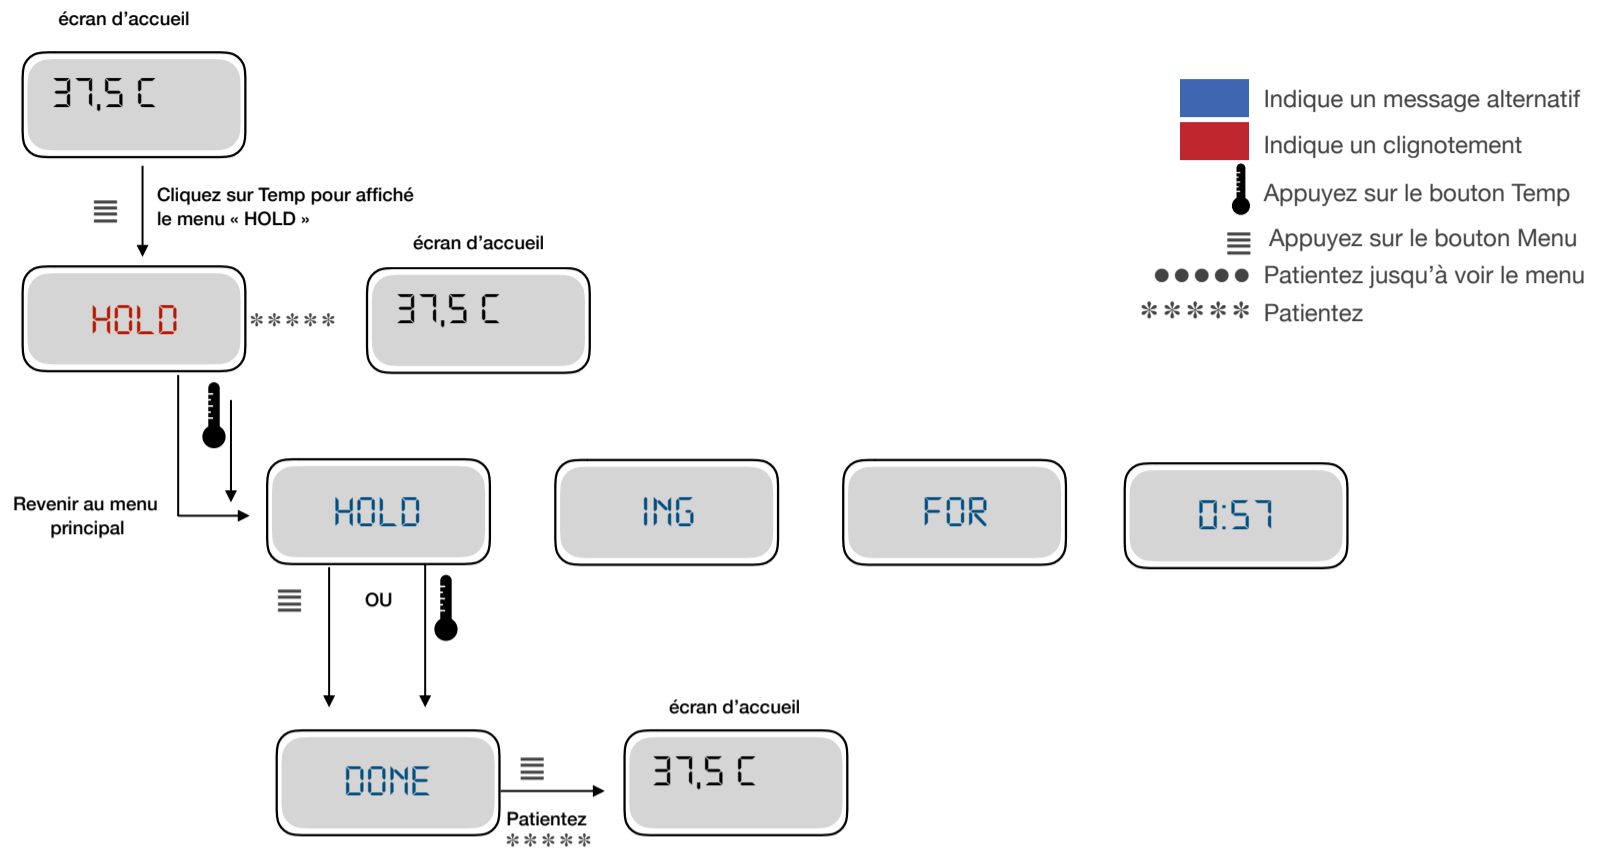 écran d'accueil
37,5 C
Indique un message alternatif
Indique un clignotement
Appuyez sur le bouton Temp
Appuyez sur le bouton Menu
●●●●● Patientez jusqu'à voir le menu
***** Patientez
Cliquez sur Temp pour affiché
le menu « HOLD »
écran d'accueil
HOLD
*****
37,5 C
Revenir au menu
principal
HOLD
ING
FOR
0:57
OU
écran d'accueil
DONE
37,5 C
Patientez
*****